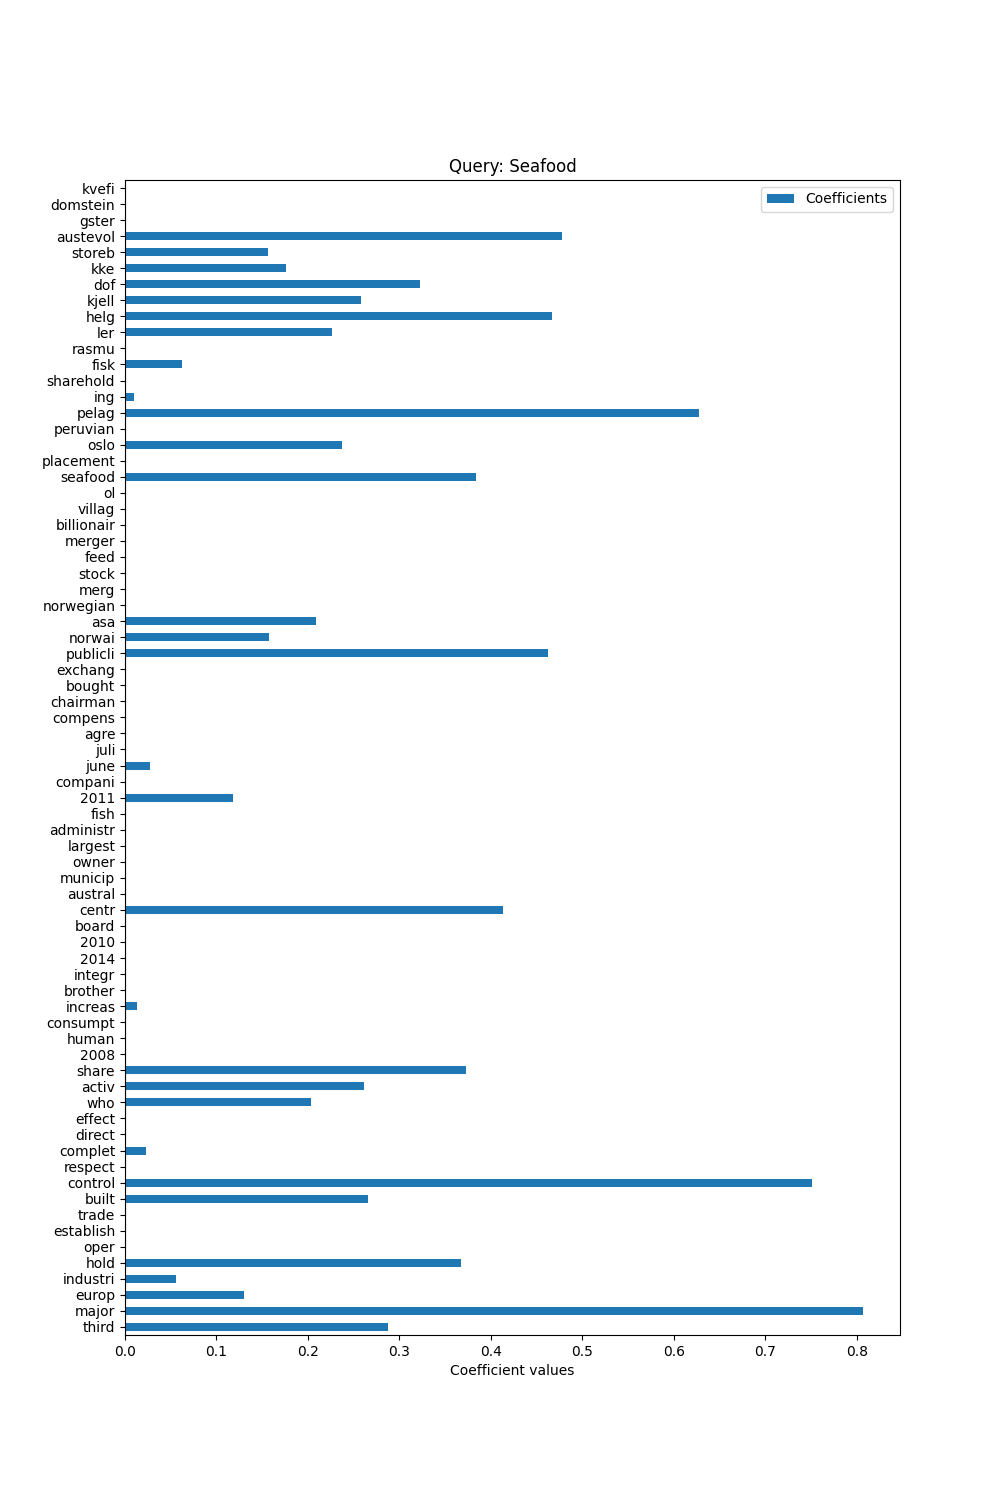 Query: Seafood
Coefficients
kvefi
domstein
gster
austevol
storeb
kke
dof
kjell
helg
ler
rasmu
fisk
sharehold
ing
pelag
peruvian
oslo
placement
seafood
ol
villag
billionair
merger
feed
stock
merg
norwegian
asa
norwai
publicli
exchang
bought
chairman
compens
agre
juli
june
compani
2011
fish
administr
largest
owner
municip
austral
centr
board
2010
2014
integr
brother
increas
consumpt
human
2008
share
activ
who
effect
direct
complet
respect
control
built
trade
establish
oper
hold
industri
europ
major
third
0.0 0.1 0.2 0.3 0.4 0.5 0.6 0.7 0.8
Coefficient values